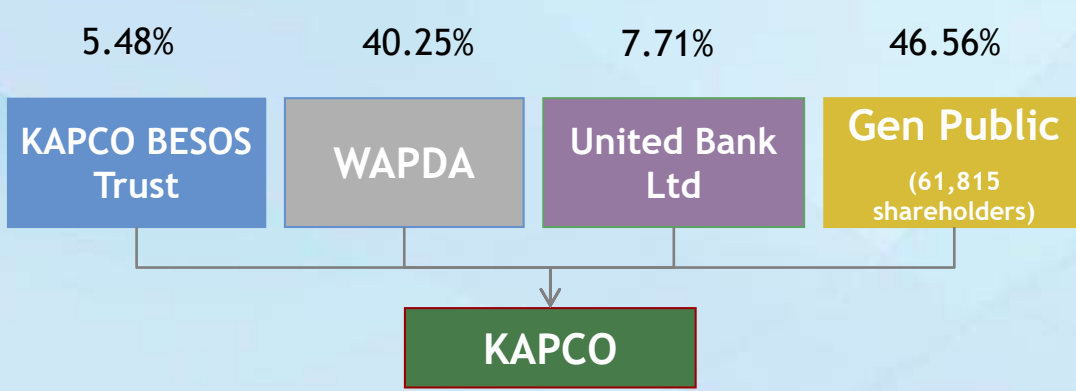 5.48% 40.25% 7.71% 46.56%
KAPCO BESOS
Trust
WAPDA
United Bank
Ltd
Gen Public
(61,815
shareholders)
KAPCO